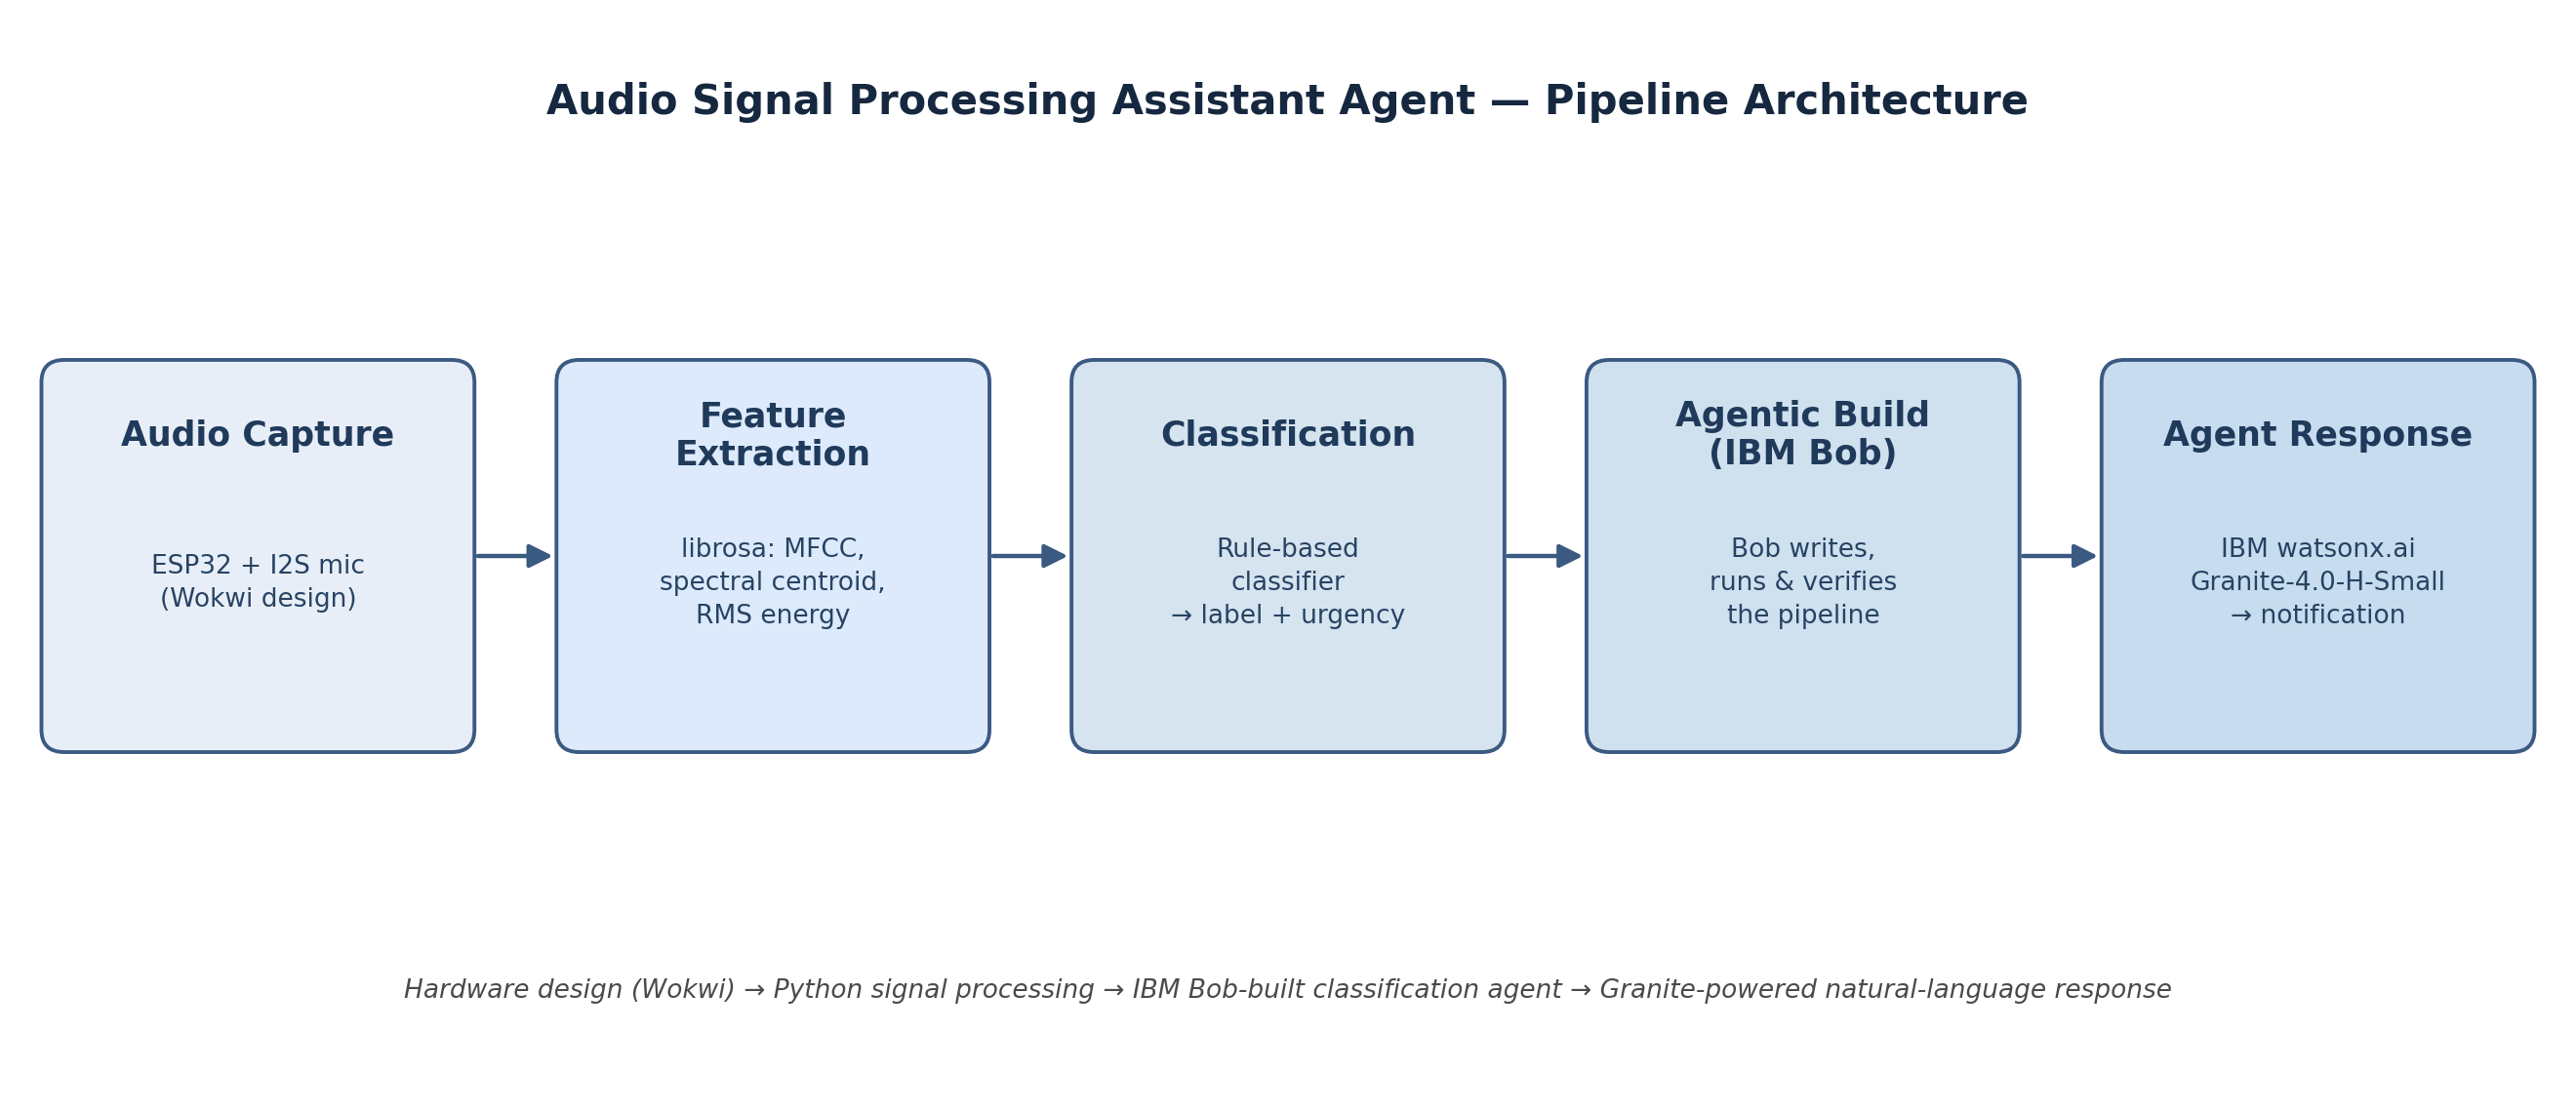 Audio Signal Processing Assistant Agent — Pipeline Architecture
Audio Capture
ESP32 + I2S mic
(Wokwi design)
Feature
Extraction
librosa: MFCC,
spectral centroid,
RMS energy
Classification
Rule-based
classifier
→ label + urgency
Agentic Build
(IBM Bob)
Bob writes,
runs & verifies
the pipeline
Agent Response
IBM watsonx.ai
Granite-4.0-H-Small
→ notification
Hardware design (Wokwi) → Python signal processing → IBM Bob-built classification agent → Granite-powered natural-language response